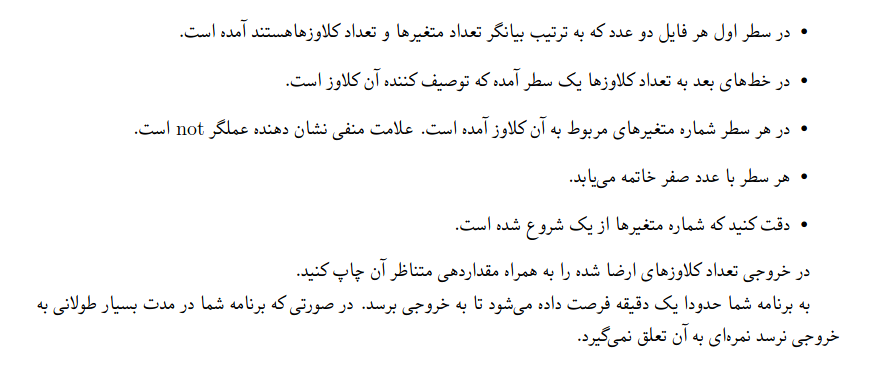 • در سطر اول هر فایل دو عدد که به ترتیب بیانگر تعداد متغیرها و تعداد کلاوزهاهستند آمده است.
• در خط‌های بعد به تعداد کلاوزها یک سطر آمده که توصیف کننده آن کلاوز است.
• در هر سطر شماره متغیرهای مربوط به آن کلاوز آمده است. علامت منفی نشان دهنده عملگر not است.
• هر سطر با عدد صفر خاتمه می‌یابد.
• دقت کنید که شماره متغیرها از یک شروع شده است.
در خروجی تعداد کلاوزهای ارضا شده را به همراه مقداردهی متناظر آن چاپ کنید.
به برنامه شما حدودا یک دقیقه فرصت داده می‌شود تا به خروجی برسد. در صورتی که برنامه شما در مدت بسیار طولانی به
خروجی نرسد نمره‌ای به آن تعلق نمی‌گیرد.